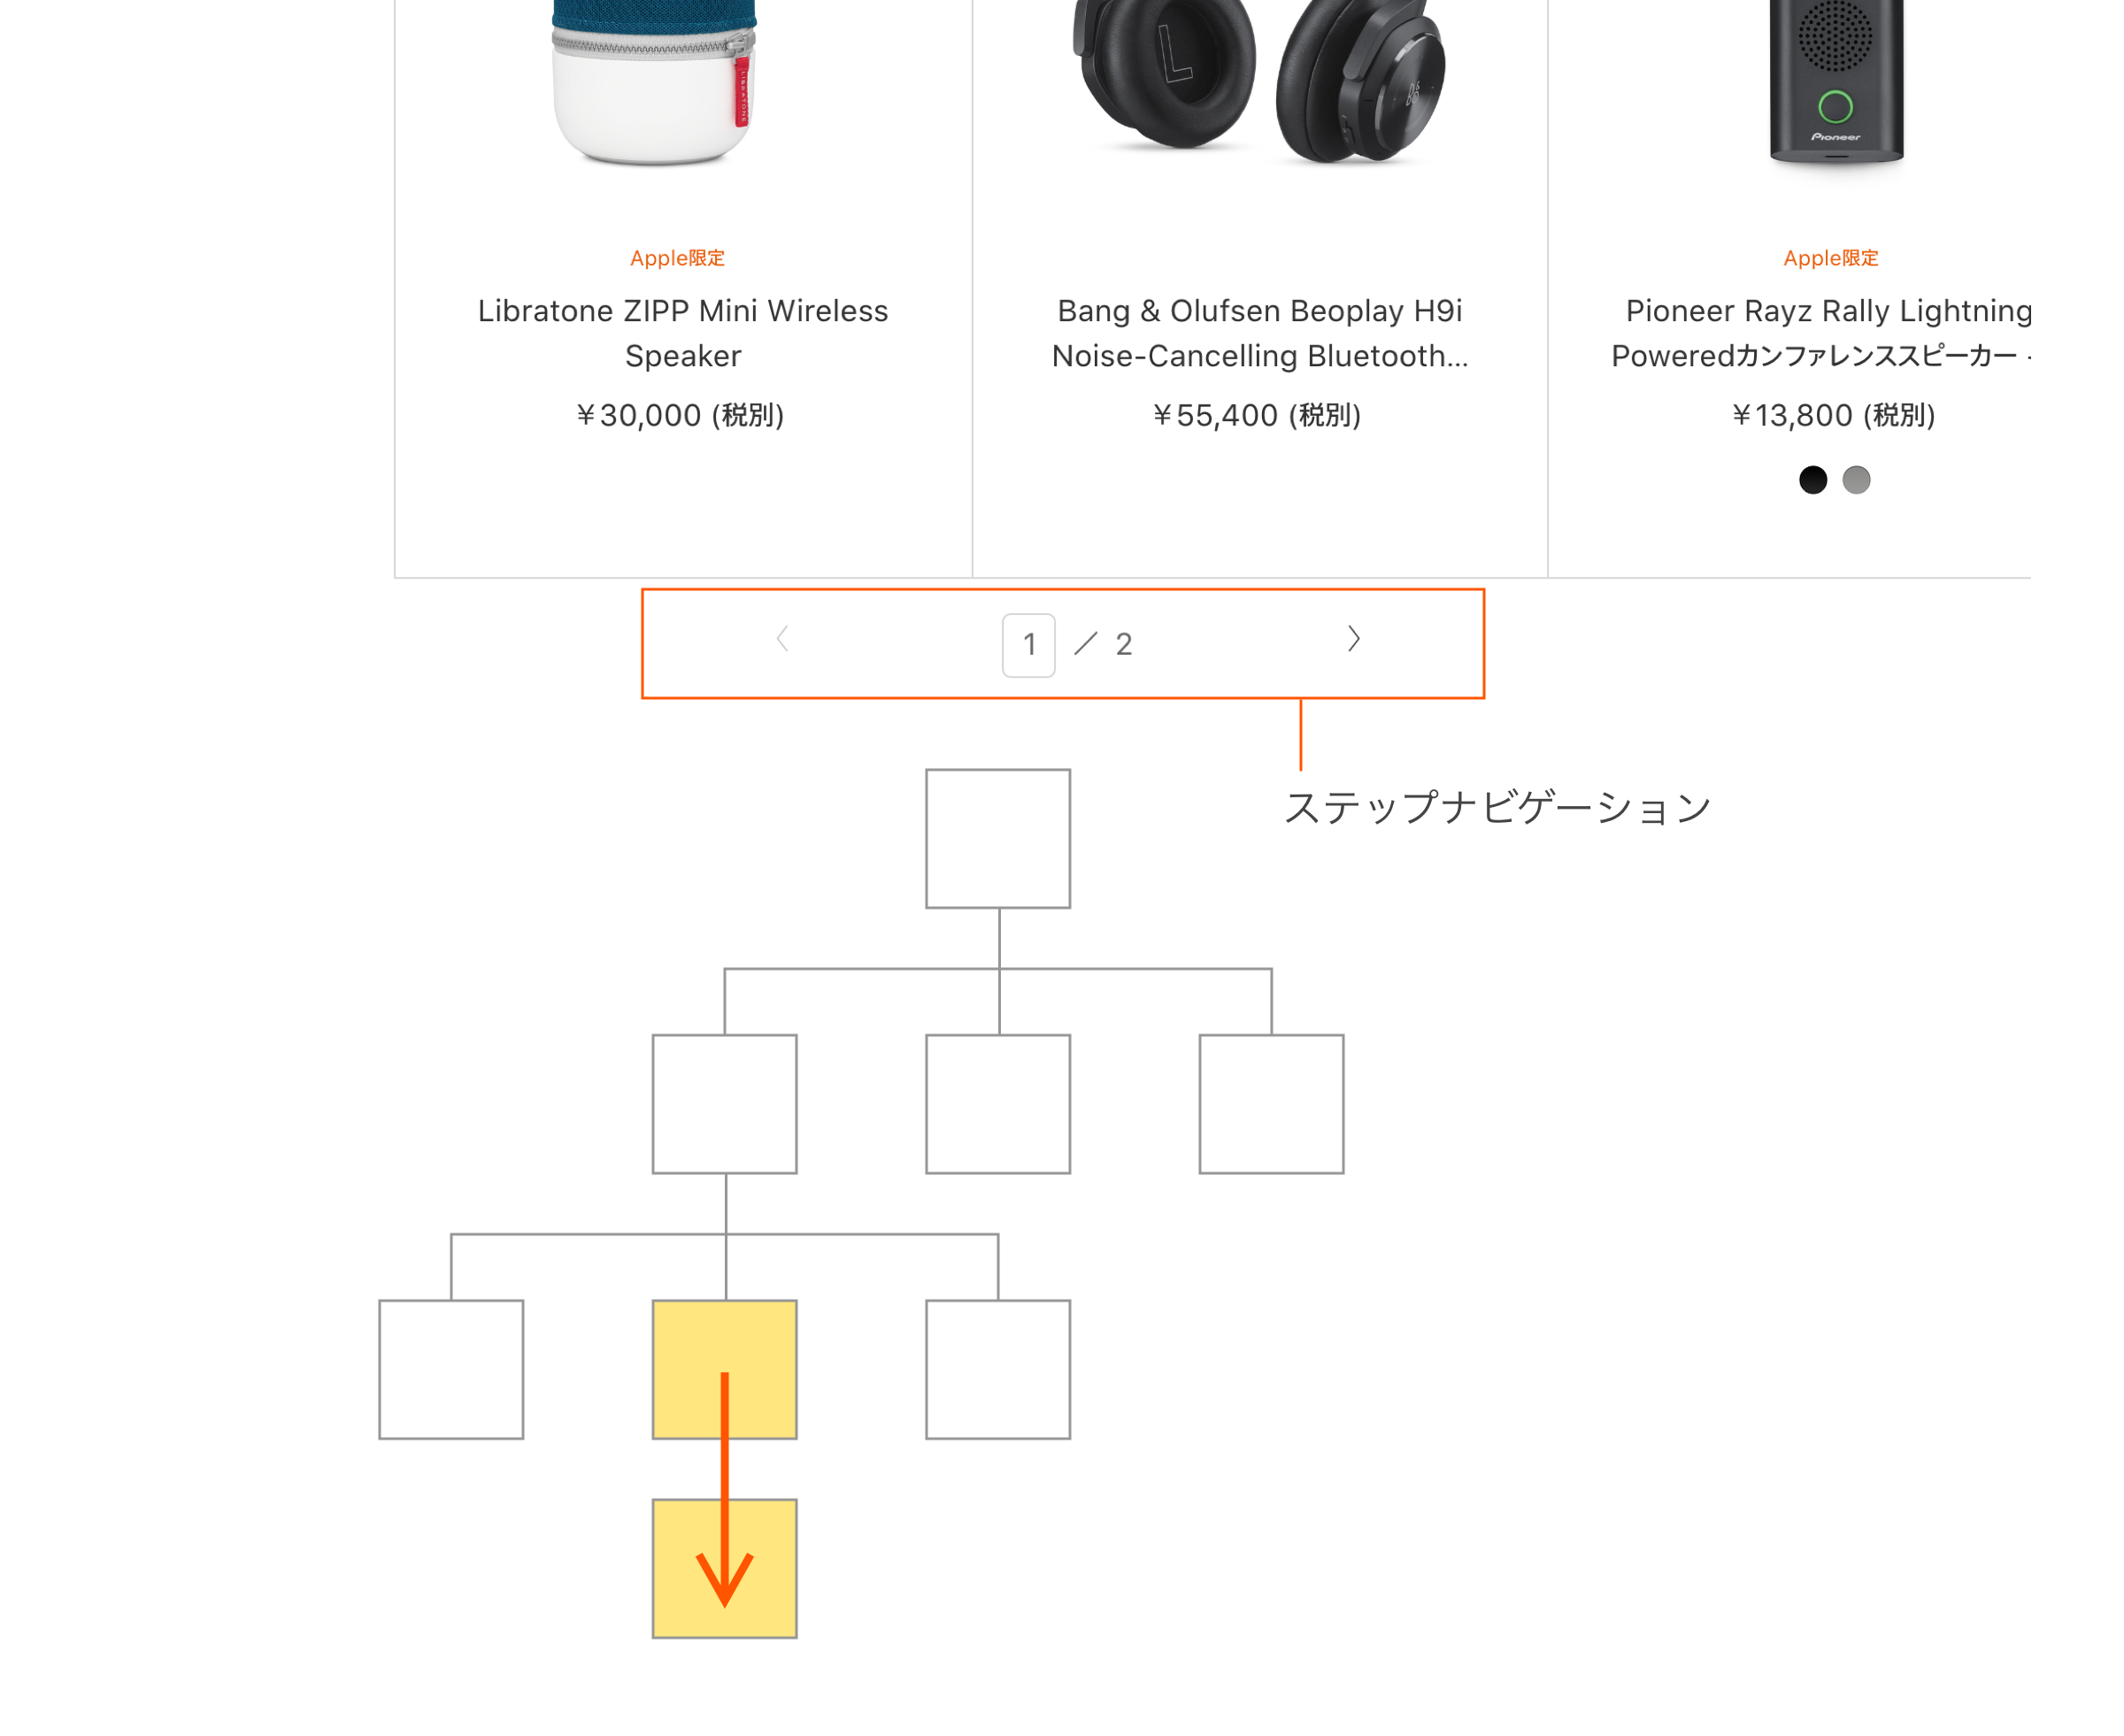 LIBRATONE
L
B&O
Pioneer
Apple限定
Libratone ZIPP Mini Wireless
Speaker
¥30,000 (税別)
Bang & Olufsen Beoplay H9i
Noise-Cancelling Bluetooth...
¥55,400 (税別)
Apple限定
Pioneer Rayz Rally Lightning
Poweredカンファレンススピーカー -
¥13,800 (税別)
1 / 2
ステップナビゲーション